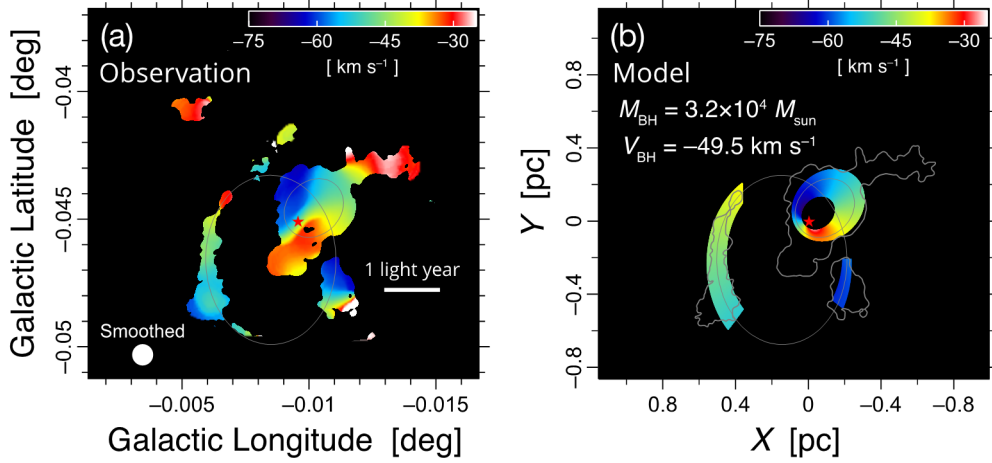 (a)
−75 −60 −45 −30
[ km s⁻¹ ]
Observation
Galactic Latitude [deg]
−0.04
−0.045
−0.05
1 light year
Smoothed
−0.005 −0.01 −0.015
Galactic Longitude [deg]
(b)
−75 −60 −45 −30
[ km s⁻¹ ]
Model
M_BH = 3.2×10⁴ M_sun
V_BH = −49.5 km s⁻¹
Y [pc]
0.8
0.4
0
−0.4
−0.8
0.8 0.4 0 −0.4 −0.8
X [pc]